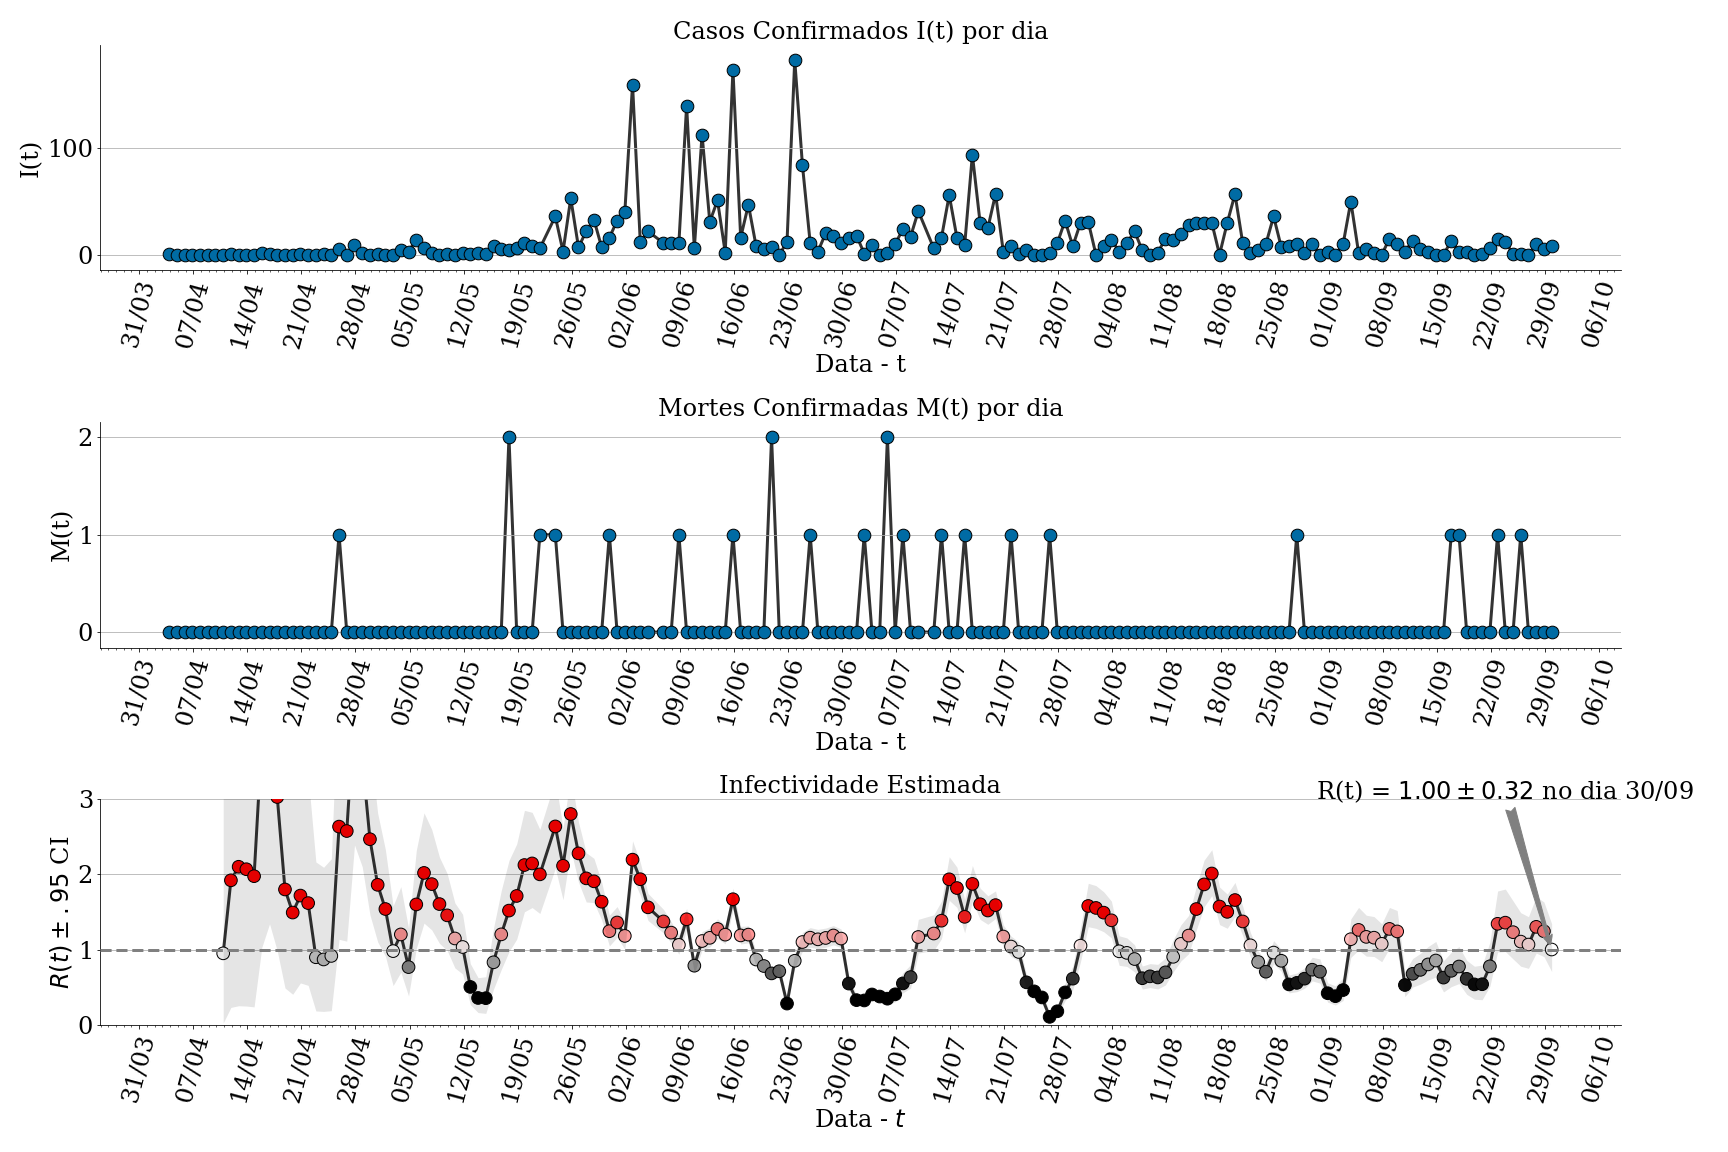 Casos Confirmados I(t) por dia
I(t)
100
0
31/03 07/04 14/04 21/04 28/04 05/05 12/05 19/05 26/05 02/06 09/06 16/06 23/06 30/06 07/07 14/07 21/07 28/07 04/08 11/08 18/08 25/08 01/09 08/09 15/09 22/09 29/09 06/10
Data - t
Mortes Confirmadas M(t) por dia
M(t)
2
1
0
31/03 07/04 14/04 21/04 28/04 05/05 12/05 19/05 26/05 02/06 09/06 16/06 23/06 30/06 07/07 14/07 21/07 28/07 04/08 11/08 18/08 25/08 01/09 08/09 15/09 22/09 29/09 06/10
Data - t
Infectividade Estimada
R(t) = 1.00 ± 0.32 no dia 30/09
R(t) ± .95 CI
3
2
1
0
31/03 07/04 14/04 21/04 28/04 05/05 12/05 19/05 26/05 02/06 09/06 16/06 23/06 30/06 07/07 14/07 21/07 28/07 04/08 11/08 18/08 25/08 01/09 08/09 15/09 22/09 29/09 06/10
Data - t